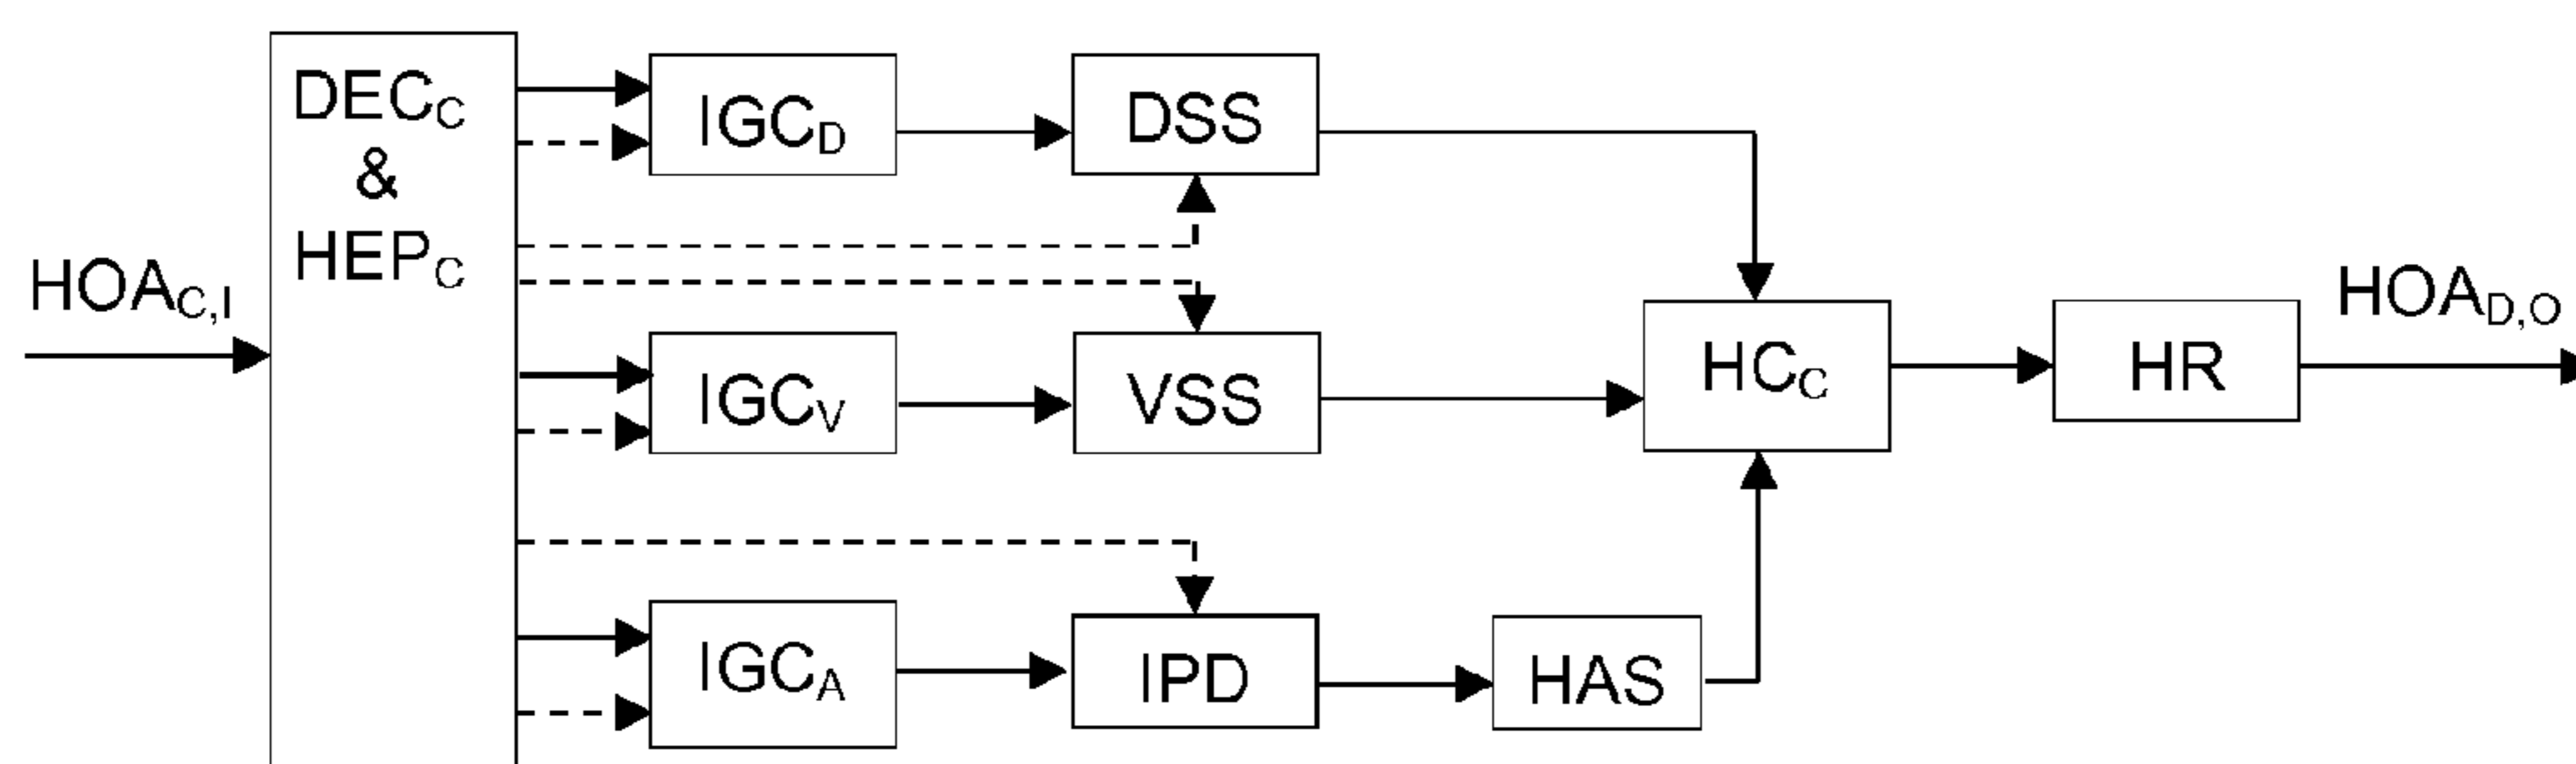 DEC_C
&
HEP_C
HOA_C,I
IGC_D
DSS
IGC_V
VSS
IGC_A
IPD
HAS
HC_C
HR
HOA_D,O